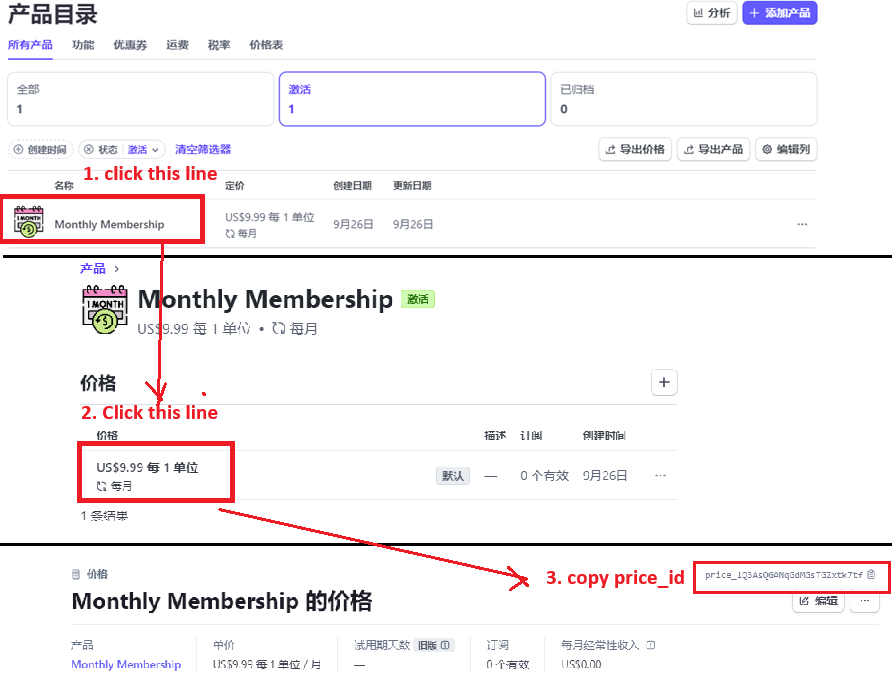 产品目录
分析
+ 添加产品
所有产品 功能 优惠券 运费 税率 价格表
全部
1
激活
1
已归档
0
创建时间 状态 激活 清空筛选器
导出价格 导出产品 编辑列
1. click this line
名称 定价 创建日期 更新日期
1 MONTH
Monthly Membership
US$9.99 每 1 单位
每月
9月26日 9月26日 ...
产品 >
1 MONTH
Monthly Membership 激活
US$9.99 每 1 单位 • 每月
价格 +
2. Click this line
价格 描述 订阅 创建时间
US$9.99 每 1 单位
每月
默认 — 0 个有效 9月26日 ...
1 条结果
价格
3. copy price_id
Monthly Membership 的价格
编辑 ...
产品 单价 试用期天数 旧版 订阅 每月经常性收入
Monthly Membership US$9.99 每 1 单位 / 月 — 0 个有效 US$0.00